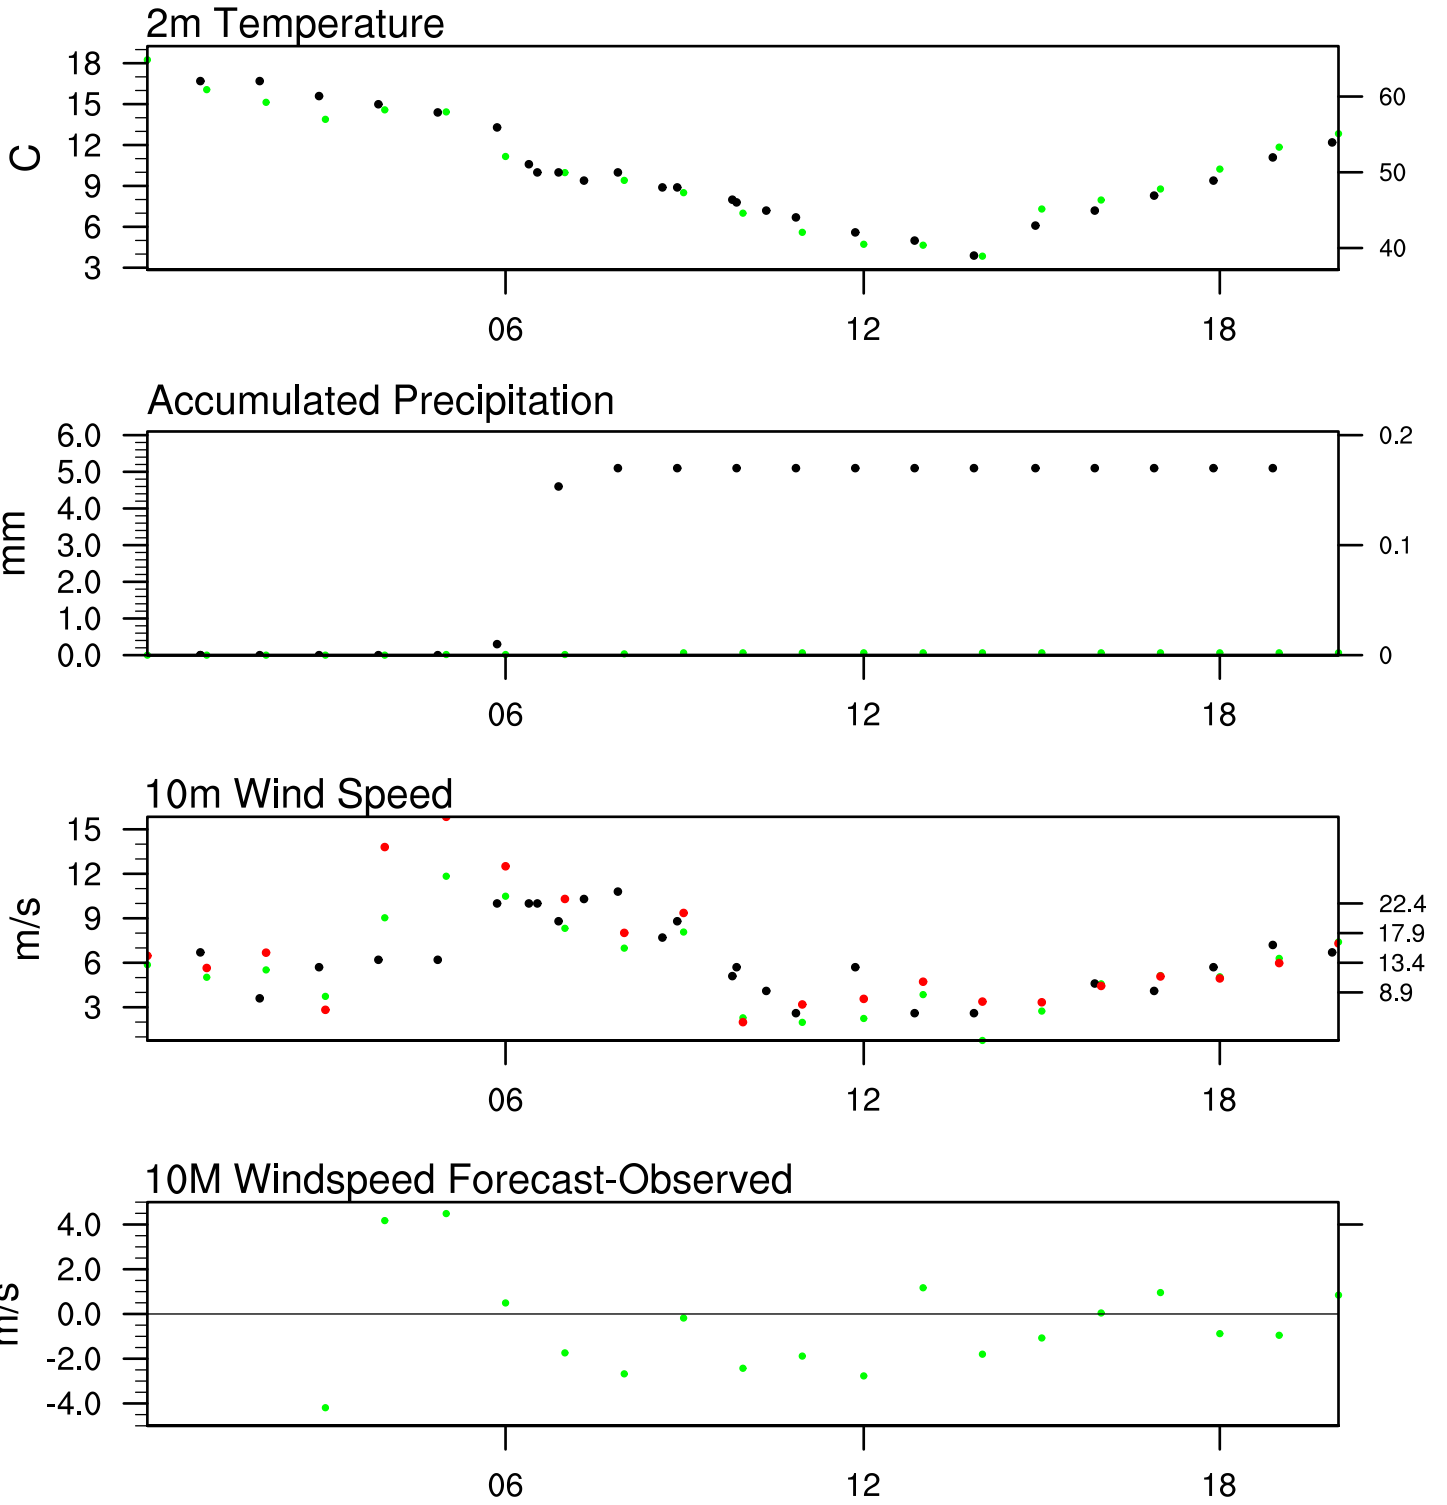 2m Temperature
18
15
60
12
C
9
50
6
40
3
06 12 18
Accumulated Precipitation
6.0 0.2
5.0
4.0
mm
3.0 0.1
2.0
1.0
0.0 0
06 12 18
10m Wind Speed
15
12
m/s
9 22.4
17.9
6 13.4
8.9
3
06 12 18
10M Windspeed Forecast-Observed
4.0
2.0
m/s
0.0
-2.0
-4.0
06 12 18